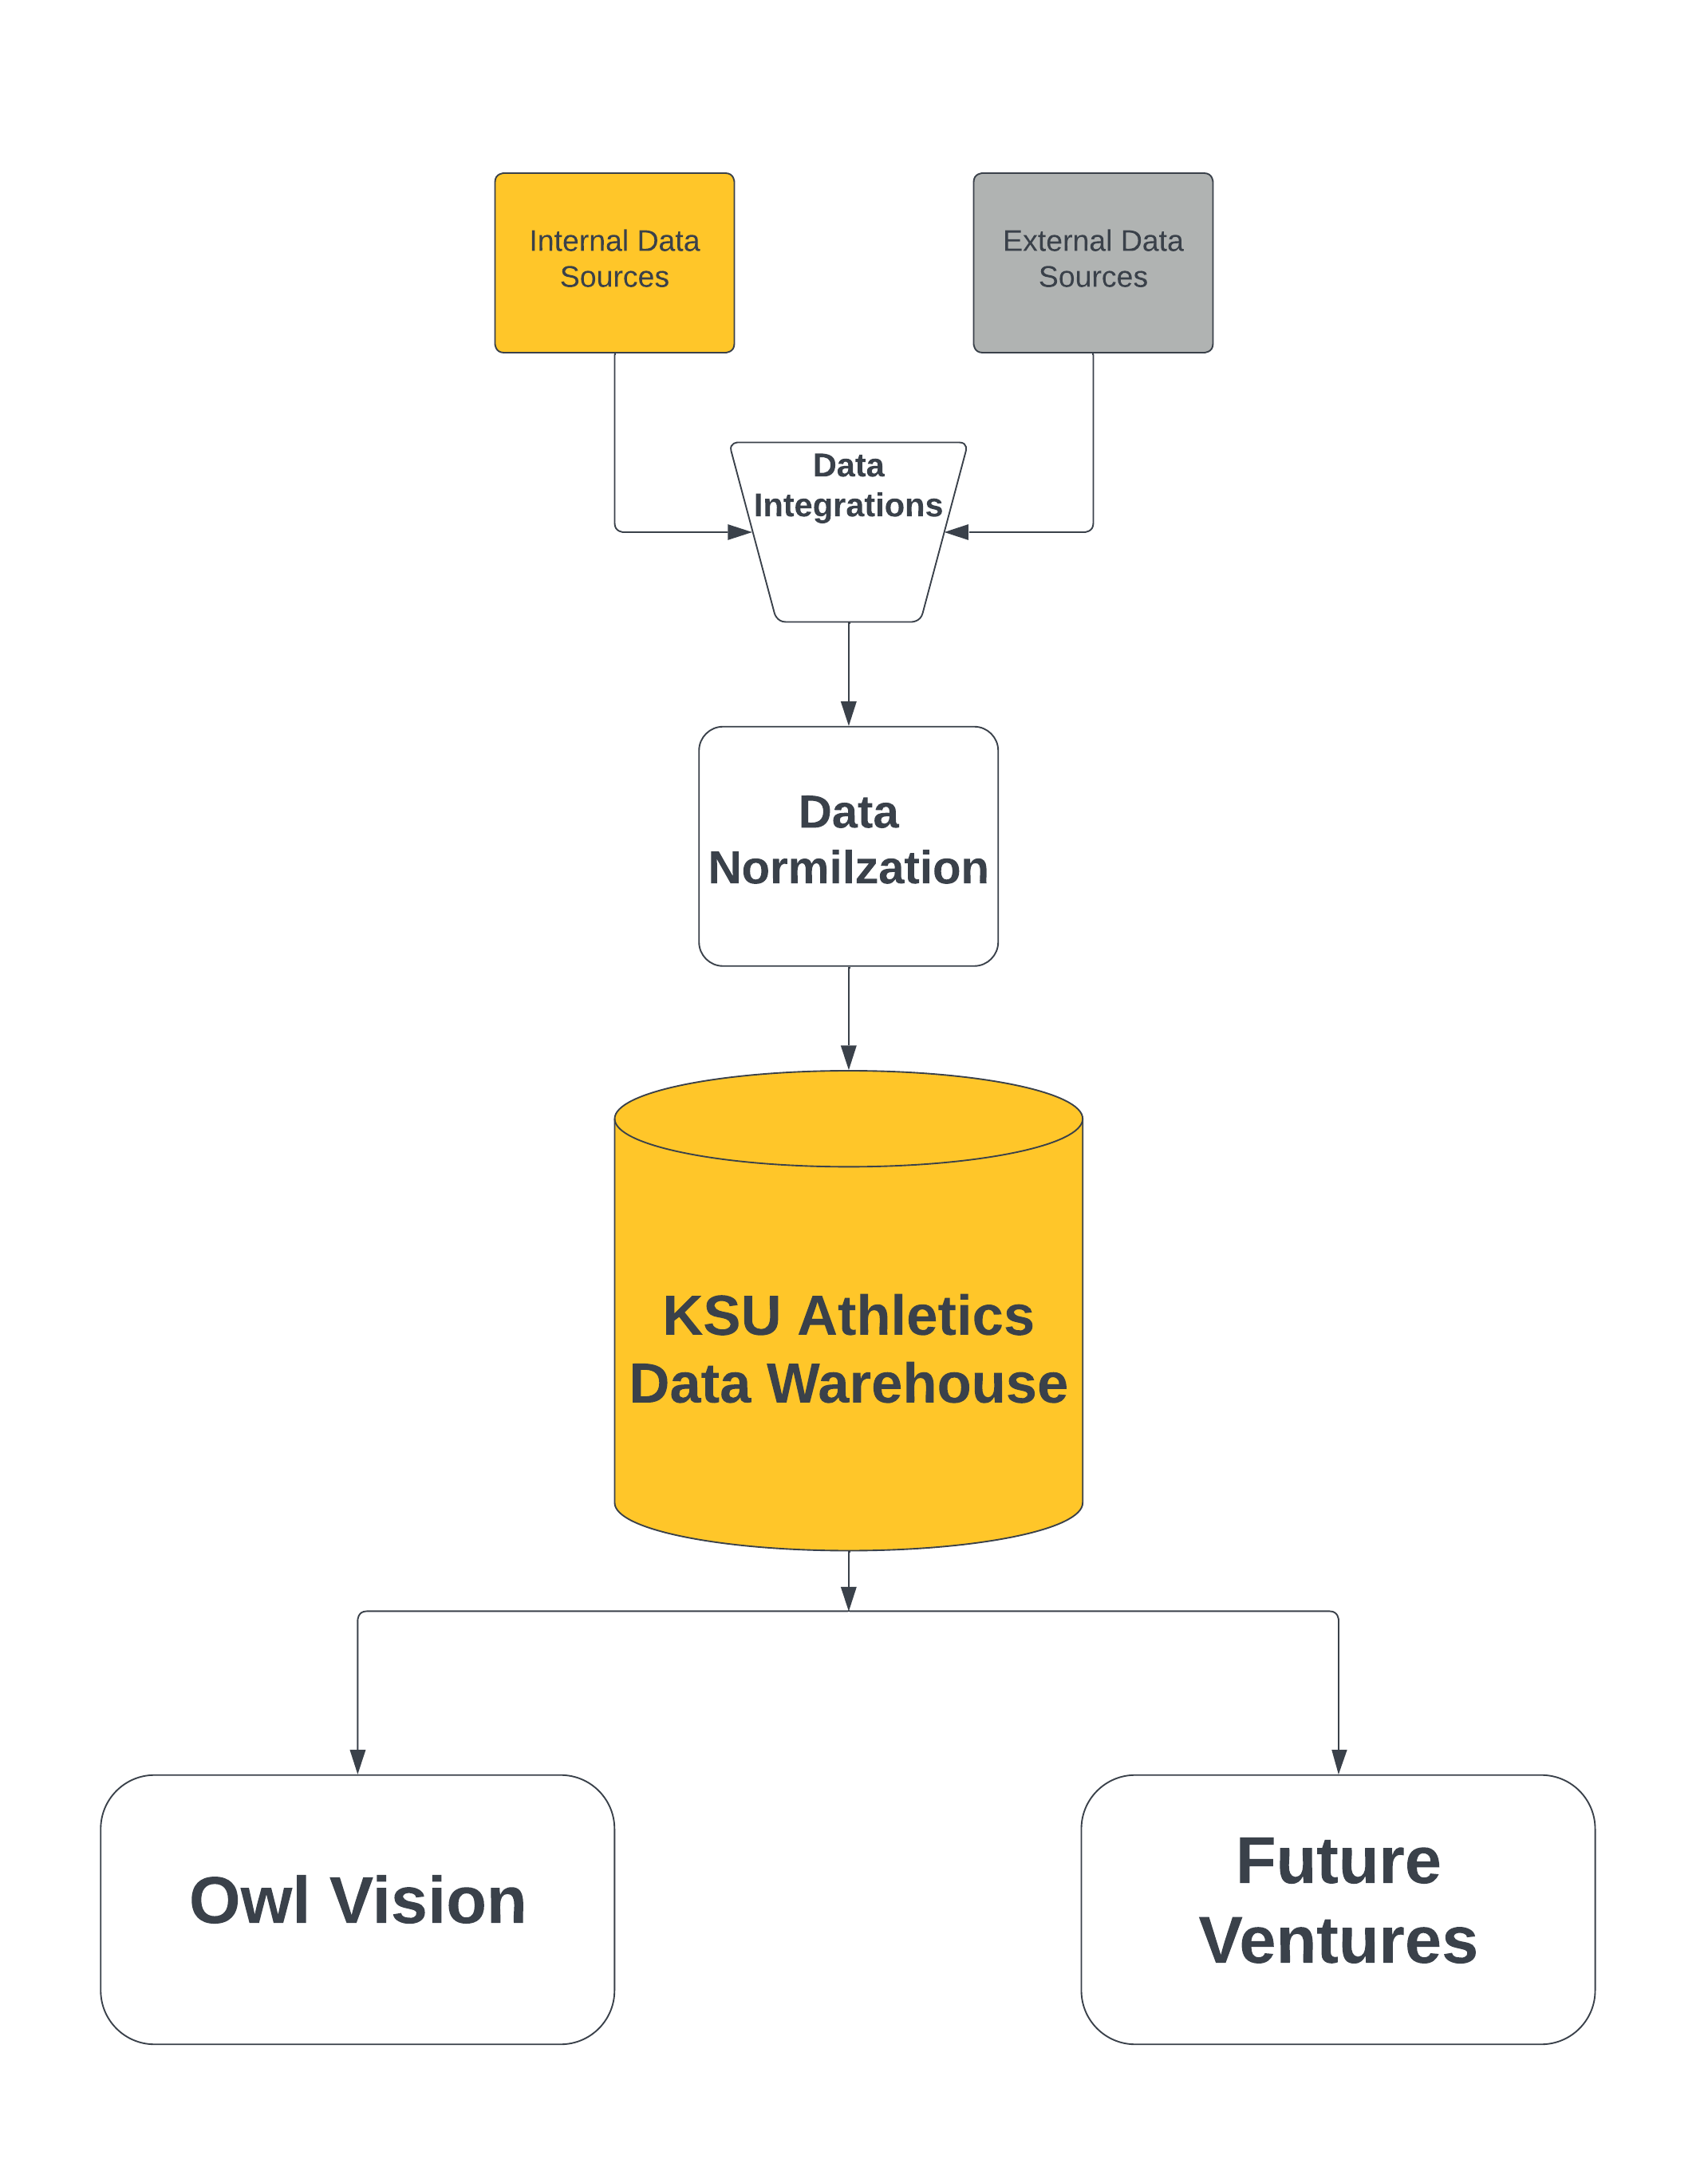 Internal Data
Sources
External Data
Sources
Data
Integrations
Data
Normilzation
KSU Athletics
Data Warehouse
Owl Vision
Future
Ventures